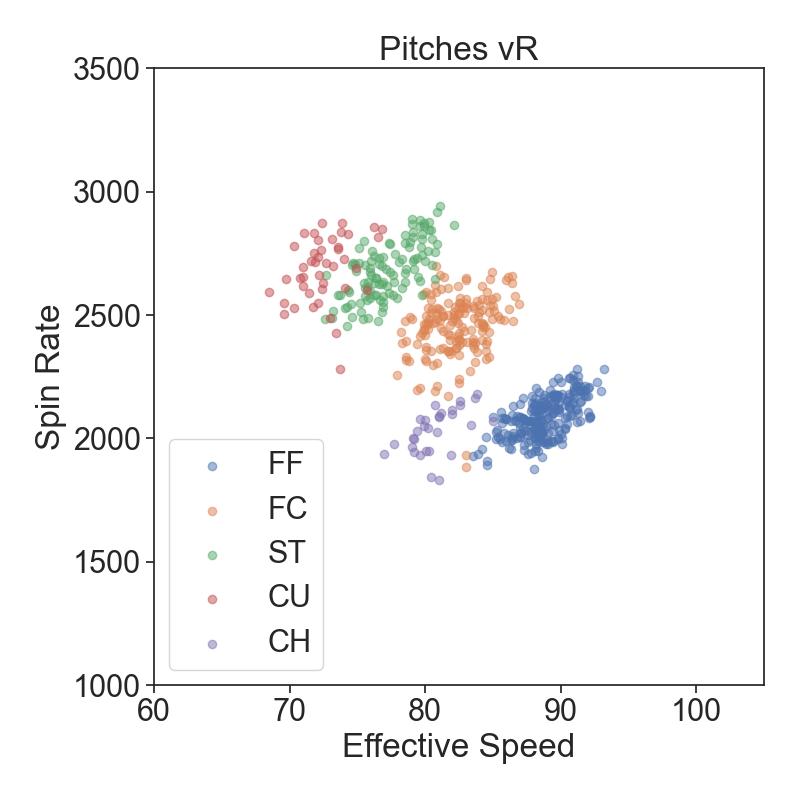 Pitches vR
3500
3000
2500
2000
1500
1000
Spin Rate
FF
FC
ST
CU
CH
60 70 80 90 100
Effective Speed